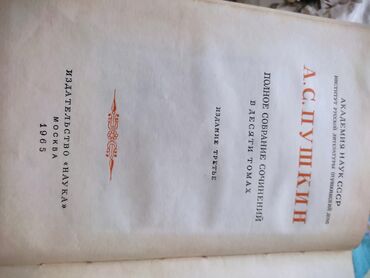 АКАДЕМИЯ НАУК СССР
ИНСТИТУТ РУССКОЙ ЛИТЕРАТУРЫ (ПУШКИНСКИЙ ДОМ)
А.С.ПУШКИН
ПОЛНОЕ СОБРАНИЕ СОЧИНЕНИЙ
В ДЕСЯТИ ТОМАХ
ИЗДАНИЕ ТРЕТЬЕ
ИЗДАТЕЛЬСТВО «НАУКА»
МОСКВА
1965